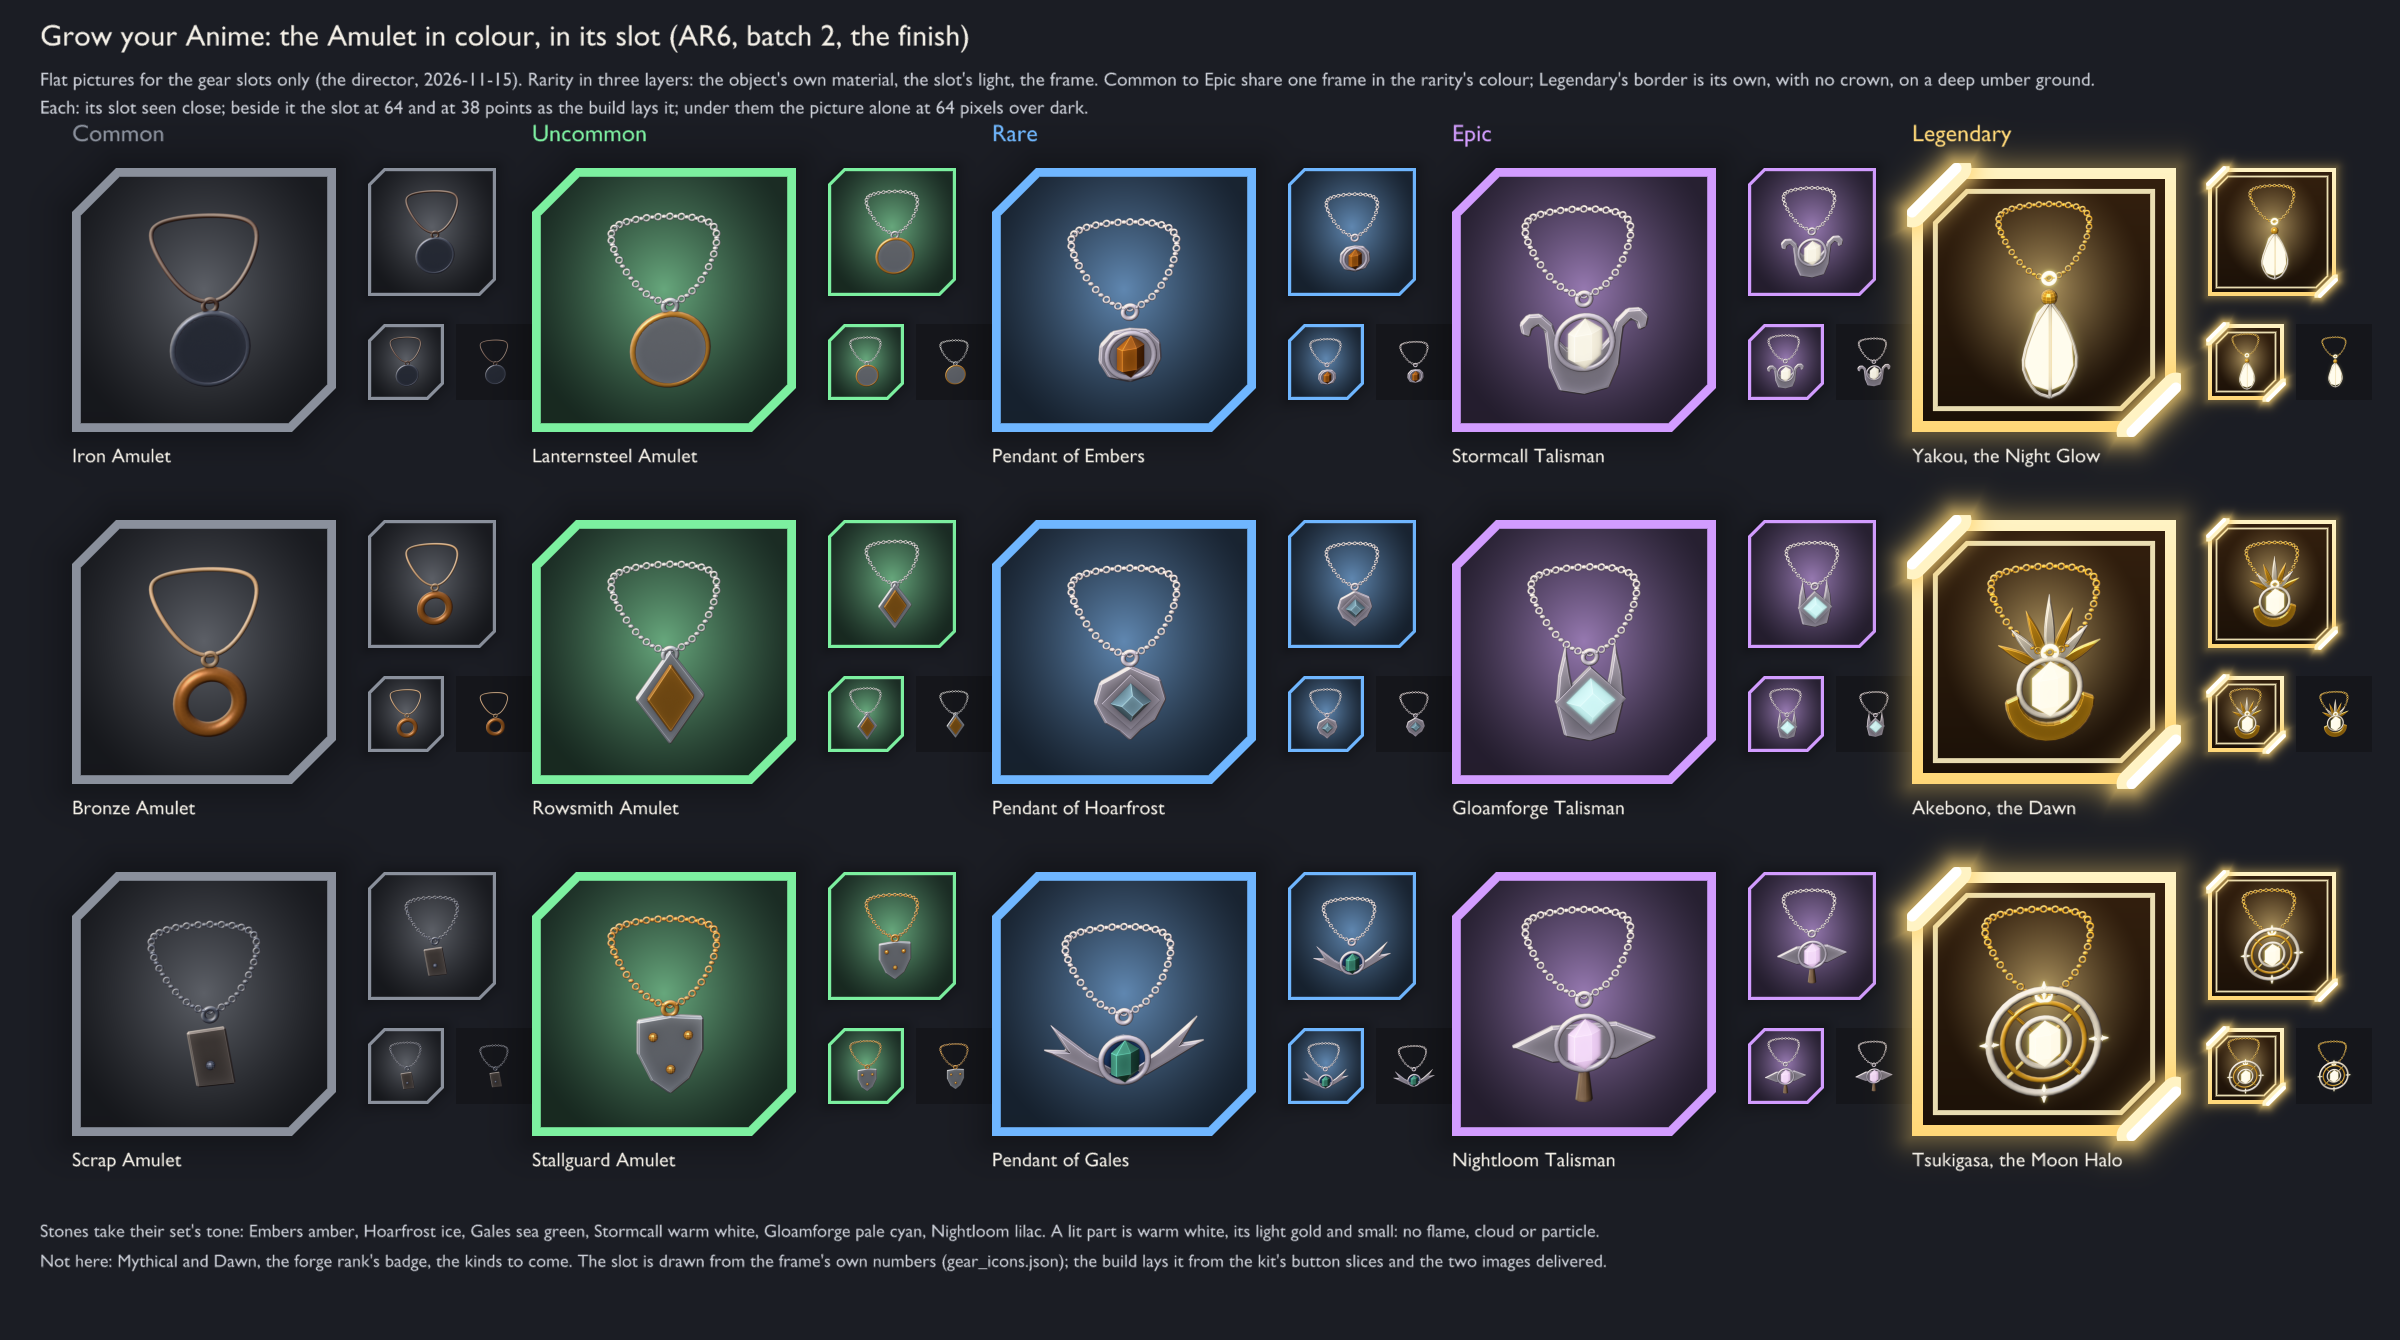 Grow your Anime: the Amulet in colour, in its slot (AR6, batch 2, the finish)
Flat pictures for the gear slots only (the director, 2026-11-15). Rarity in three layers: the object's own material, the slot's light, the frame. Common to Epic share one frame in the rarity's colour; Legendary's border is its own, with no crown, on a deep umber ground.
Each: its slot seen close; beside it the slot at 64 and at 38 points as the build lays it; under them the picture alone at 64 pixels over dark.
Common
Uncommon
Rare
Epic
Legendary
Iron Amulet
Lanternsteel Amulet
Pendant of Embers
Stormcall Talisman
Yakou, the Night Glow
Bronze Amulet
Rowsmith Amulet
Pendant of Hoarfrost
Gloamforge Talisman
Akebono, the Dawn
Scrap Amulet
Stallguard Amulet
Pendant of Gales
Nightloom Talisman
Tsukigasa, the Moon Halo
Stones take their set's tone: Embers amber, Hoarfrost ice, Gales sea green, Stormcall warm white, Gloamforge pale cyan, Nightloom lilac. A lit part is warm white, its light gold and small: no flame, cloud or particle.
Not here: Mythical and Dawn, the forge rank's badge, the kinds to come. The slot is drawn from the frame's own numbers (gear_icons.json); the build lays it from the kit's button slices and the two images delivered.